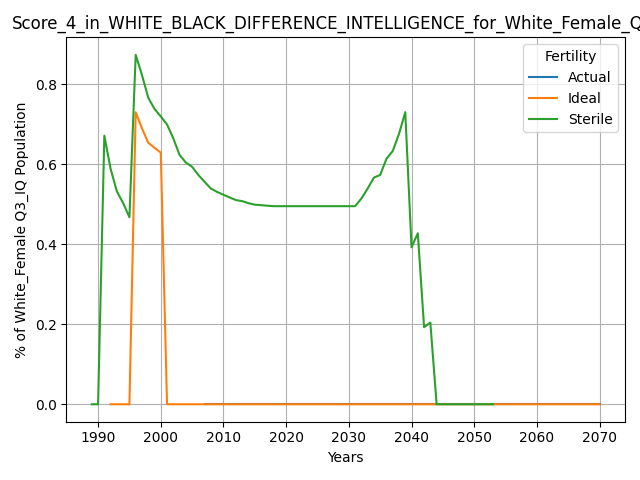 Score_4_in_WHITE_BLACK_DIFFERENCE_INTELLIGENCE_for_White_Female_Q
Fertility
Actual
Ideal
Sterile
% of White_Female Q3_IQ Population
0.8
0.6
0.4
0.2
0.0
1990 2000 2010 2020 2030 2040 2050 2060 2070
Years